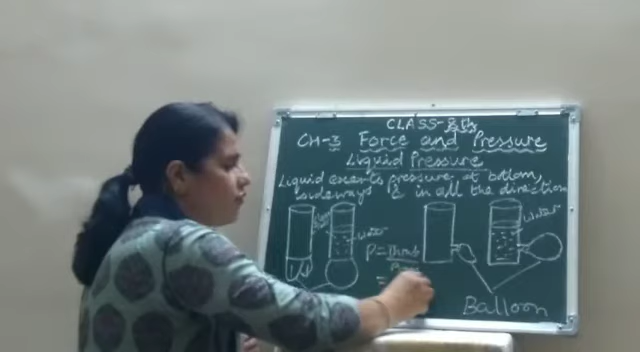 CLASS-8th
CH-3 Force and Pressure
Liquid Pressure
Liquid exerts pressure at bottom,
sideways & in all the direction
Water
Water
P=Thrust
=
Balloon